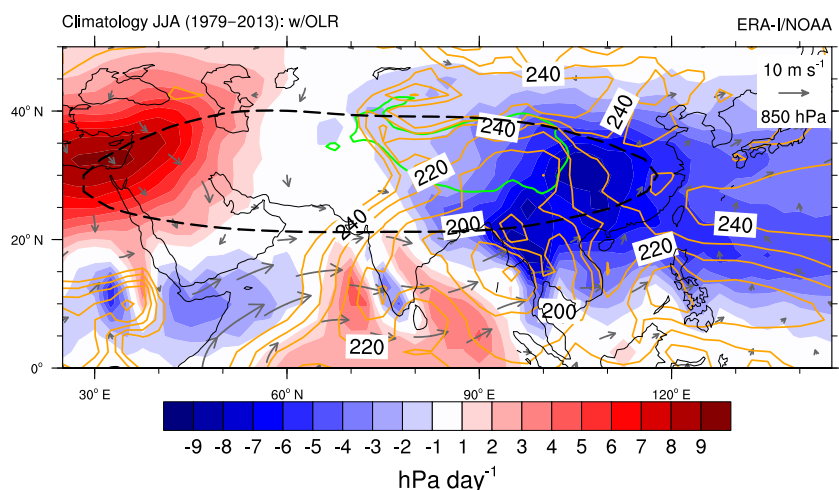 Climatology JJA (1979−2013): w/OLR
ERA-I/NOAA
240
10 m s⁻¹
850 hPa
40° N
240
240
220
20° N
240
200
240
220
200
220
0°
30° E
60° E
90° E
120° E
-9 -8 -7 -6 -5 -4 -3 -2 -1 1 2 3 4 5 6 7 8 9
hPa day⁻¹